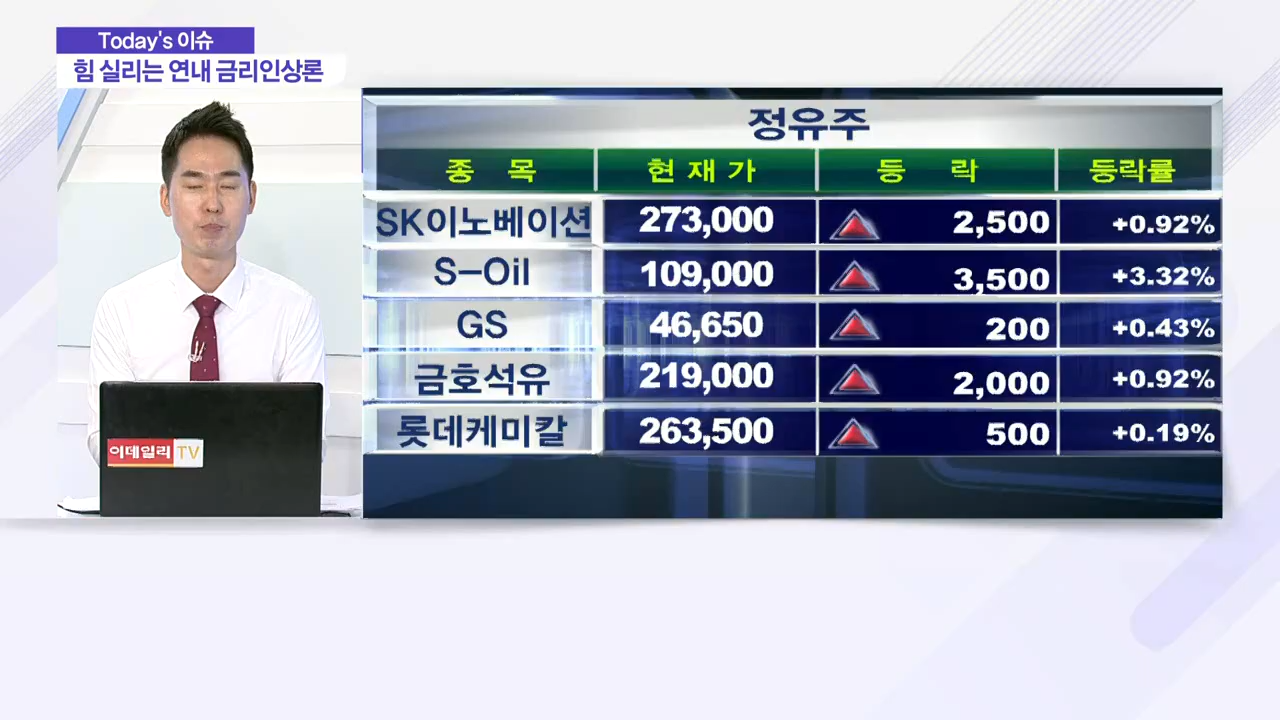 Today's 이슈
힘 실리는 연내 금리인상론
정유주
종 목 현 재 가 등 락 등락률
SK이노베이션 273,000 2,500 +0.92%
S-Oil 109,000 3,500 +3.32%
GS 46,650 200 +0.43%
금호석유 219,000 2,000 +0.92%
롯데케미칼 263,500 500 +0.19%
이데일리 TV